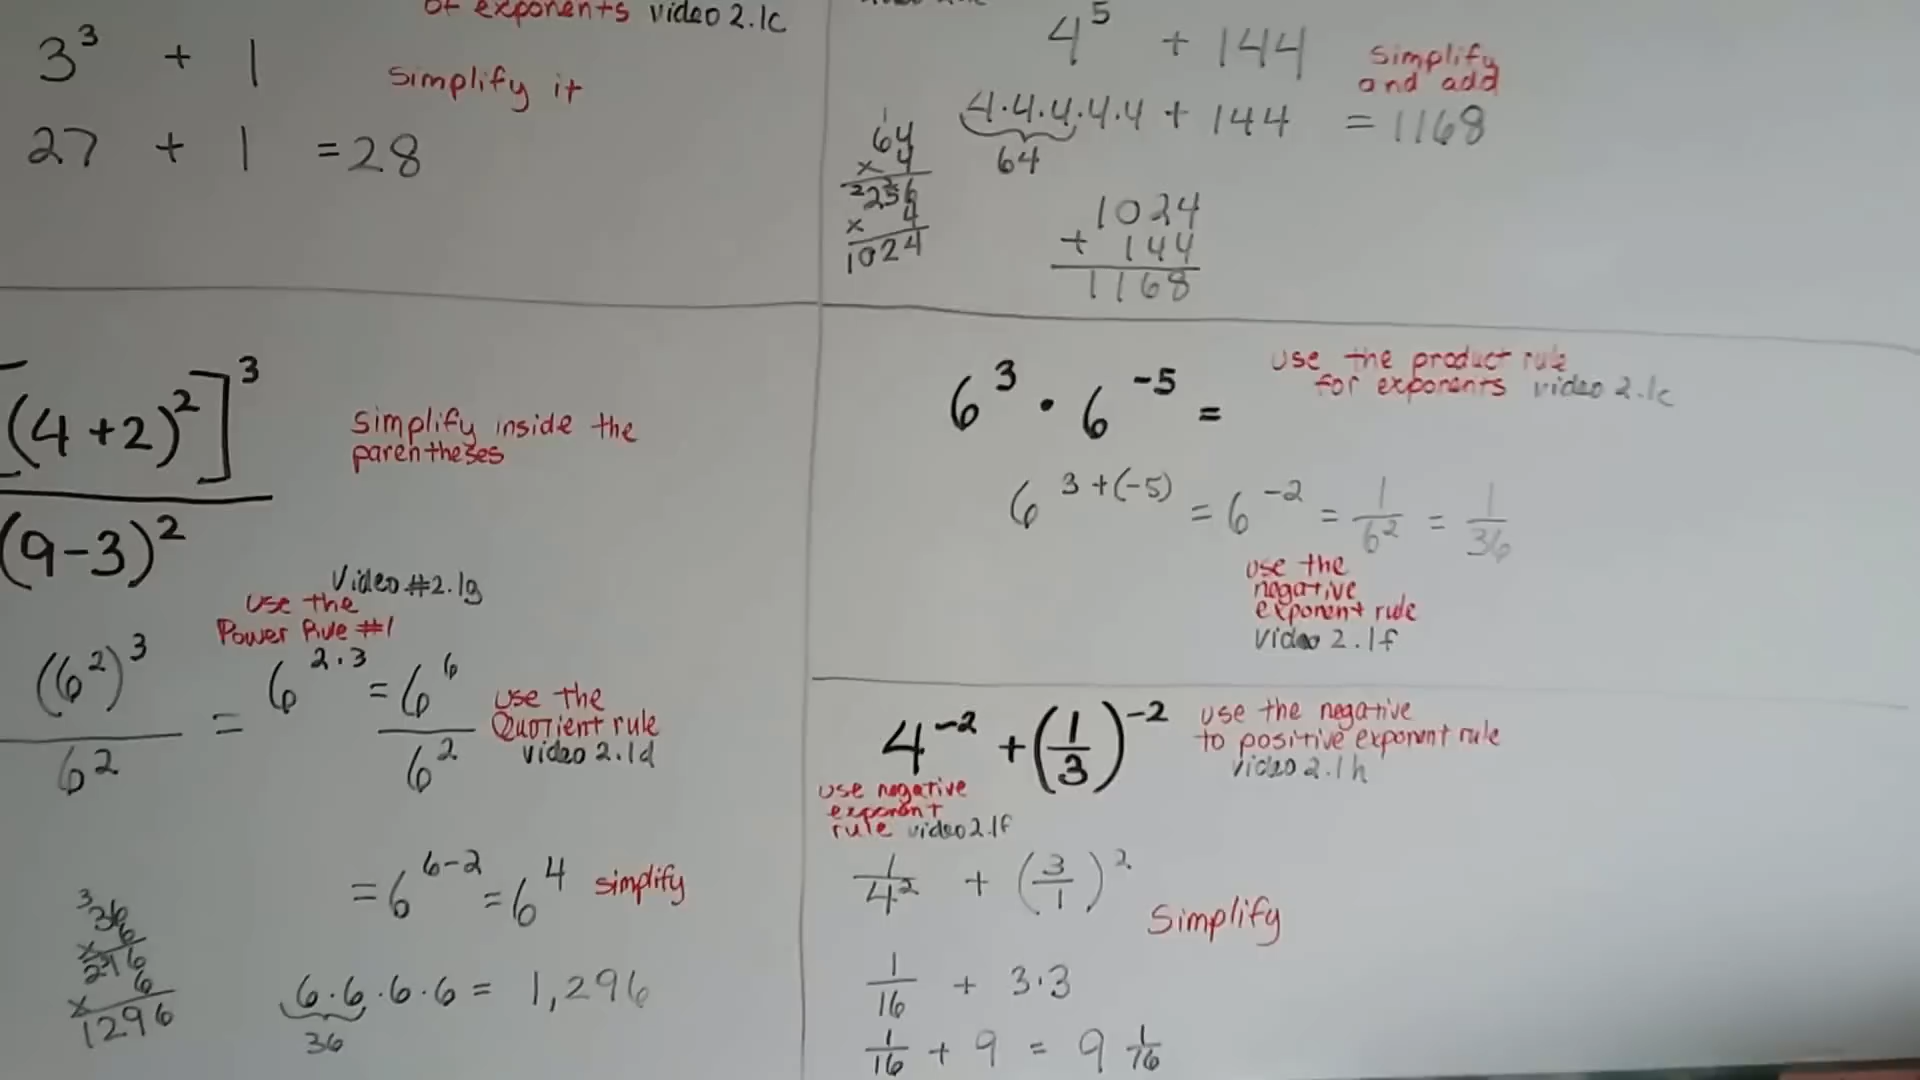 of exponents video 2.1c
3³ + 1
simplify it
27 + 1 = 28
4⁵ + 144
simplify
and add
4·4·4·4·4 + 144 = 1168
64
64
× 4
256
× 4
1024
1024
+ 144
1168
[(4+2)²]³
(9-3)²
simplify inside the
parentheses
Video #2.1g
use the
Power Rule #1
(6²)³ = 6²·³ = 6⁶
6²
6²
use the
Quotient rule
video 2.1d
= 6⁶⁻² = 6⁴ simplify
36
× 6
216
× 6
1296
6·6·6·6 = 1,296
36
6³ · 6⁻⁵ =
use the product rule
for exponents video 2.1c
6³⁺⁽⁻⁵⁾ = 6⁻² = 1/6² = 1/36
use the
negative
exponent rule
video 2.1f
4⁻² + (1/3)⁻²
use the negative
to positive exponent rule
video 2.1h
use negative
exponent
rule video 2.1f
1/4² + (3/1)²
Simplify
1/16 + 3·3
1/16 + 9 = 9 1/16